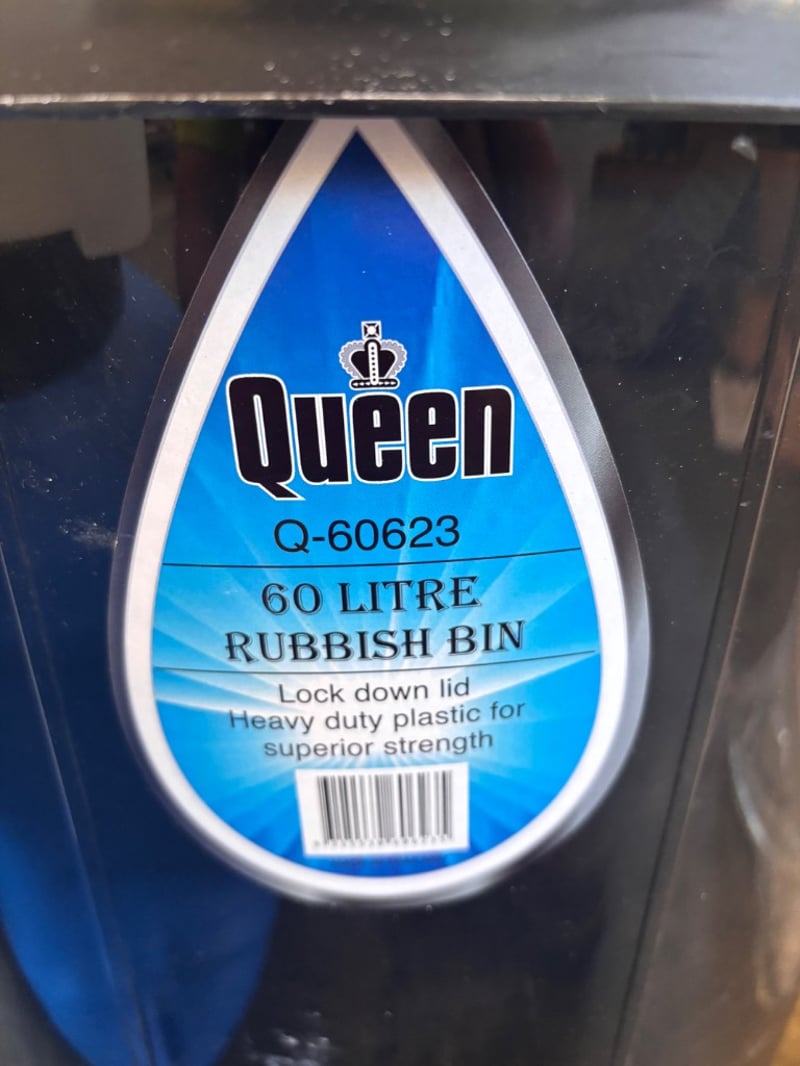 Queen
Q-60623
60 LITRE
RUBBISH BIN
Lock down lid
Heavy duty plastic for
superior strength